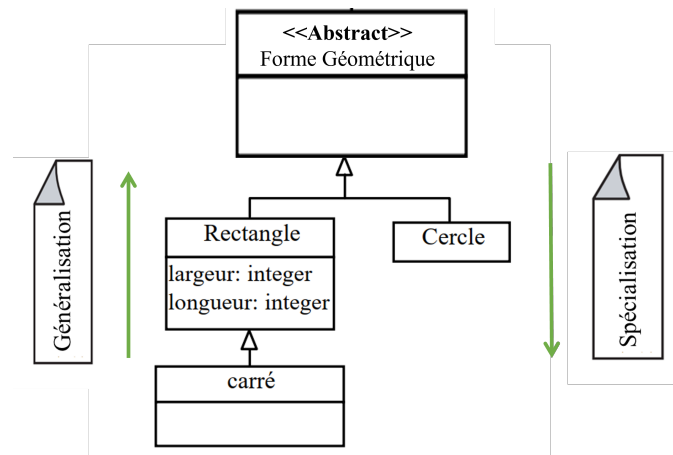 <<Abstract>>
Forme Géométrique
Généralisation
Rectangle
largeur: integer
longueur: integer
Cercle
carré
Spécialisation